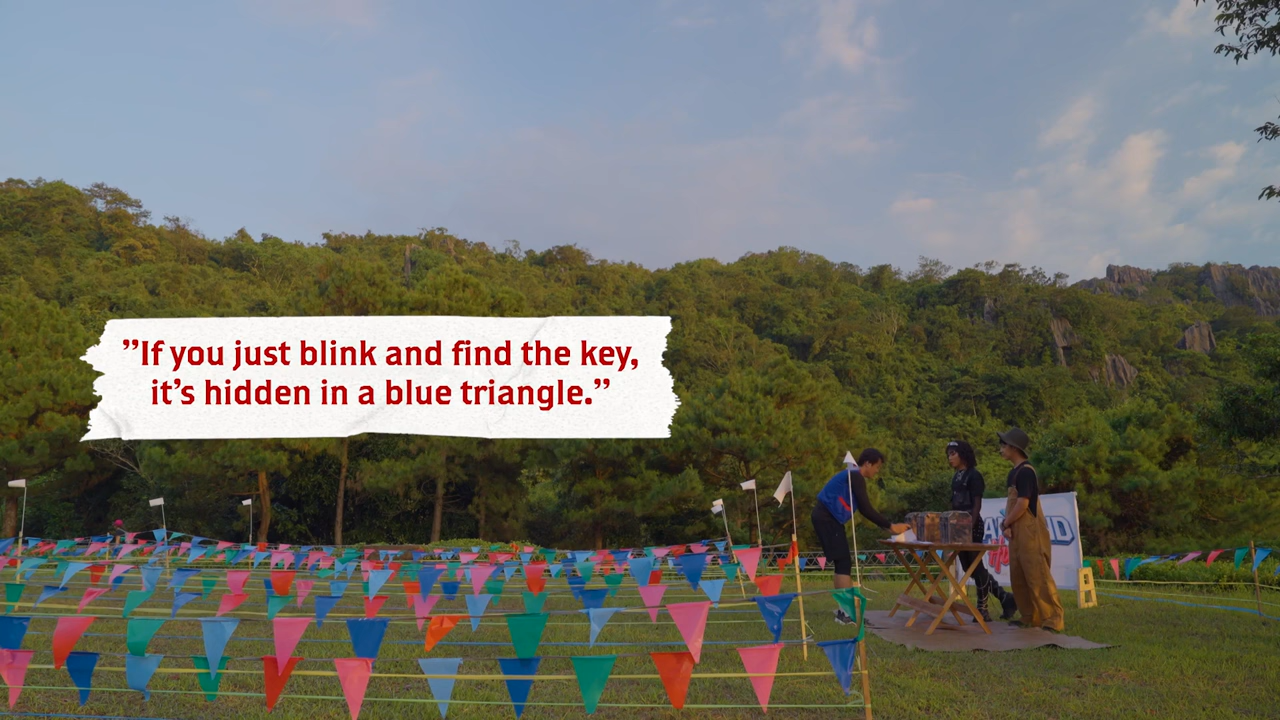 ”If you just blink and find the key,
it’s hidden in a blue triangle.”